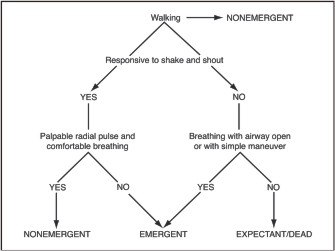 Walking NONEMERGENT
Responsive to shake and shout
YES NO
Palpable radial pulse and Breathing with airway open
comfortable breathing or with simple maneuver
YES NO YES NO
NONEMERGENT EMERGENT EXPECTANT/DEAD